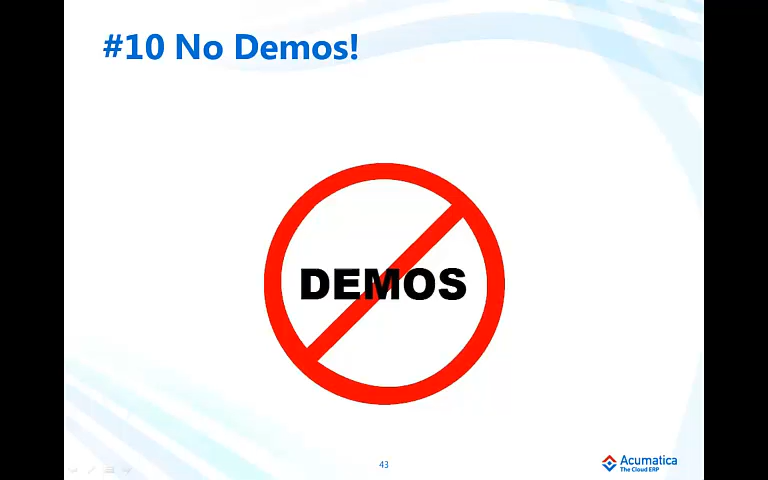 #10 No Demos!
DEMOS
43
Acumatica
The Cloud ERP